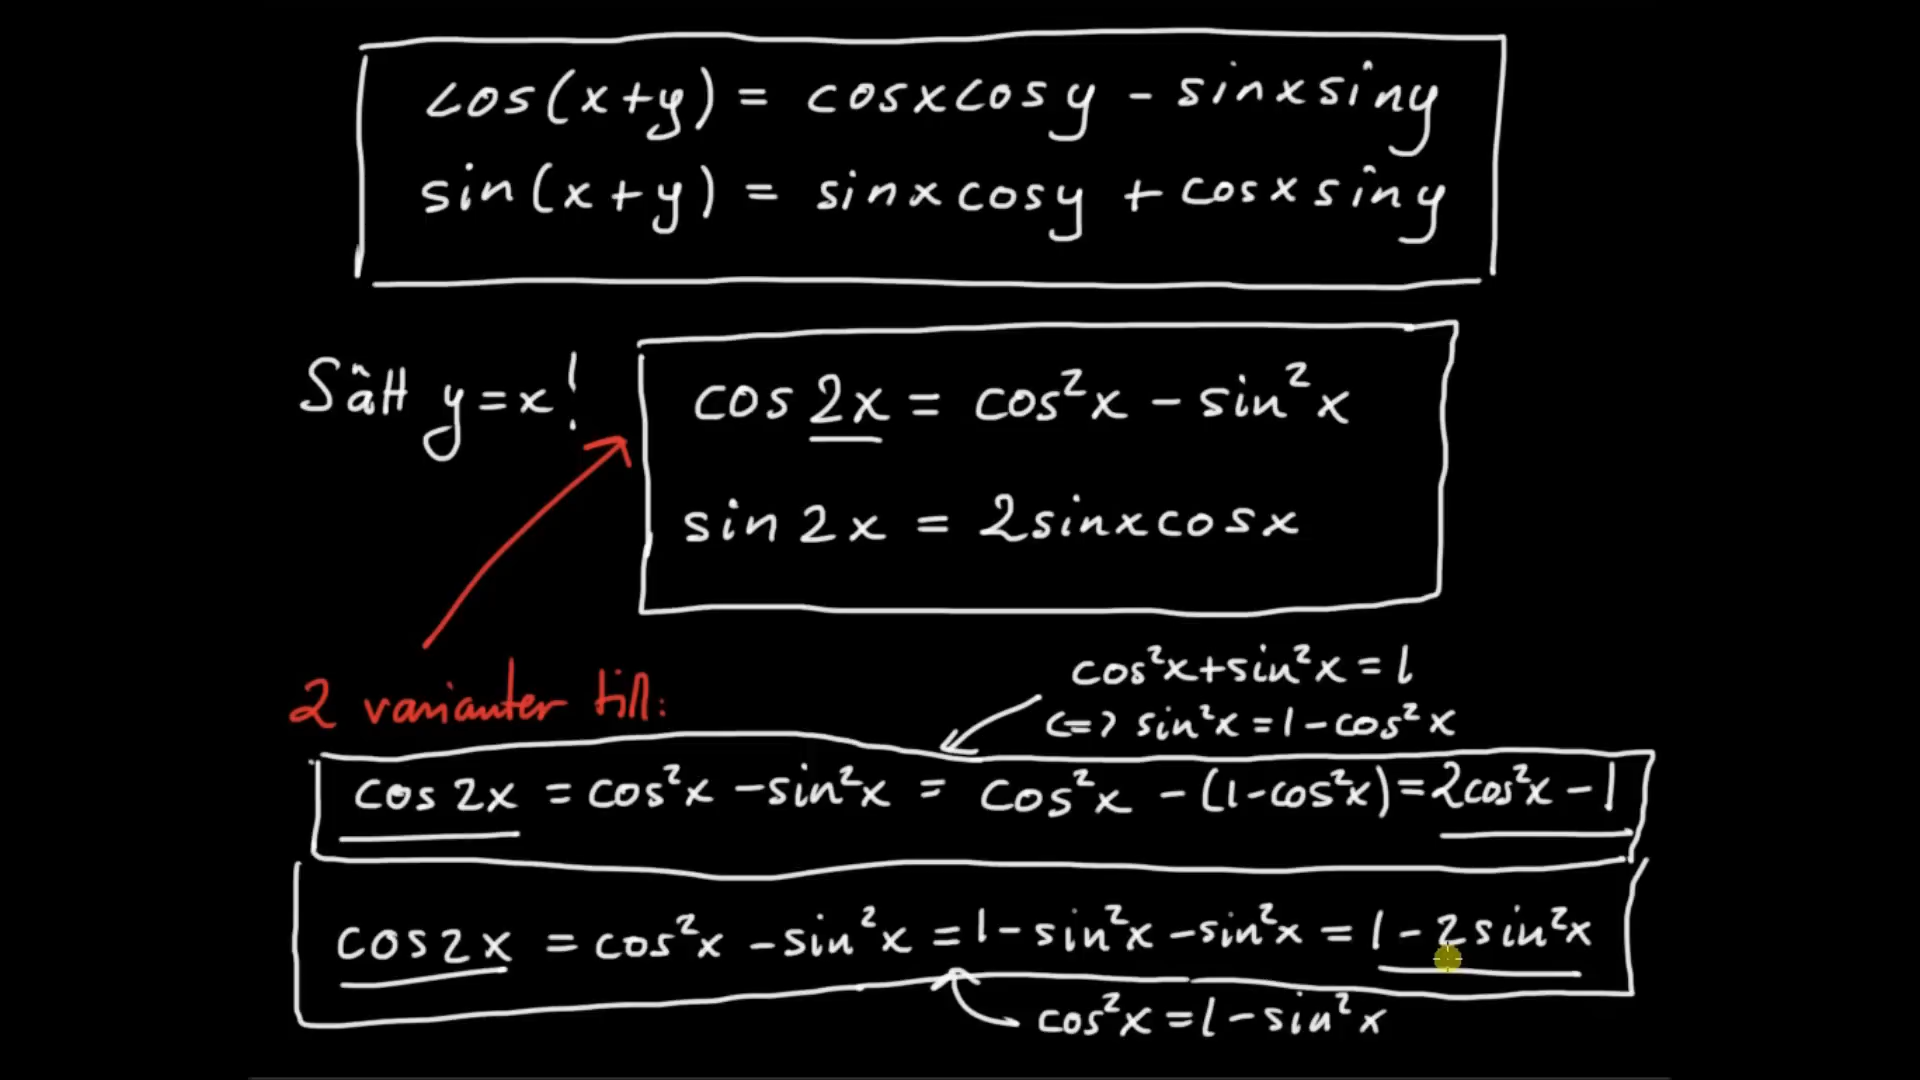 cos(x+y) = cosxcosy - sinxsiny
sin(x+y) = sinxcosy + cosxsiny
Sätt y=x!
cos 2x = cos²x - sin²x
sin 2x = 2sinxcosx
2 varianter till:
cos²x+sin²x = 1
<=> sin²x = 1 - cos²x
cos 2x = cos²x - sin²x = cos²x - (1-cos²x) = 2cos²x - 1
cos 2x = cos²x - sin²x = 1 - sin²x - sin²x = 1 - 2sin²x
cos²x = 1 - sin²x